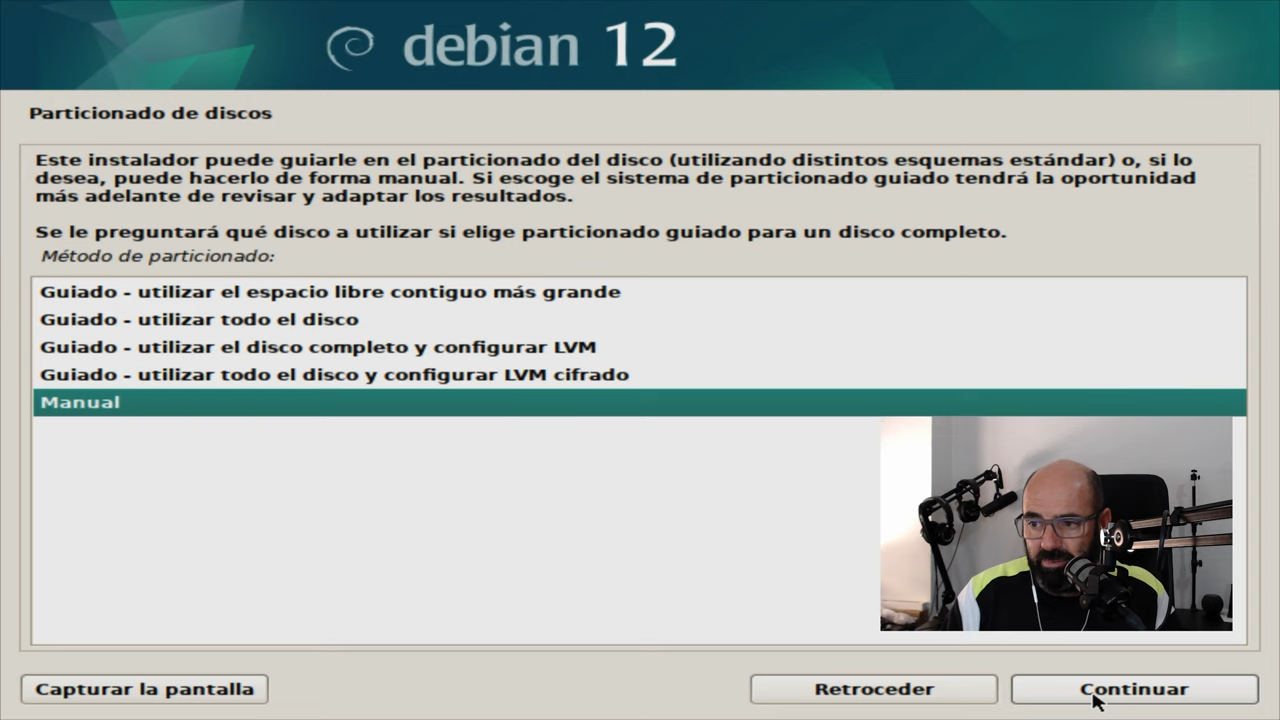 debian 12
Particionado de discos
Este instalador puede guiarle en el particionado del disco (utilizando distintos esquemas estándar) o, si lo
desea, puede hacerlo de forma manual. Si escoge el sistema de particionado guiado tendrá la oportunidad
más adelante de revisar y adaptar los resultados.
Se le preguntará qué disco a utilizar si elige particionado guiado para un disco completo.
Método de particionado:
Guiado - utilizar el espacio libre contiguo más grande
Guiado - utilizar todo el disco
Guiado - utilizar el disco completo y configurar LVM
Guiado - utilizar todo el disco y configurar LVM cifrado
Manual
Capturar la pantalla
Retroceder
Continuar